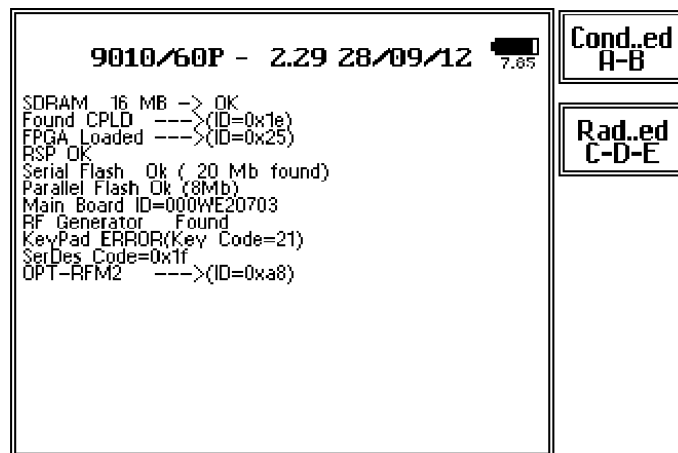 9010/60P - 2.29 28/09/12
7.85
SDRAM 16 MB -> OK
Found CPLD --->(ID=0x1e)
FPGA Loaded --->(ID=0x25)
RSP OK
Serial Flash Ok ( 20 Mb found)
Parallel Flash Ok (8Mb)
Main Board ID=000WE20703
RF Generator Found
KeyPad ERROR(Key Code=21)
SerDes Code=0x1f
OPT-RFM2 --->(ID=0xa8)
Cond..ed
A-B
Rad..ed
C-D-E